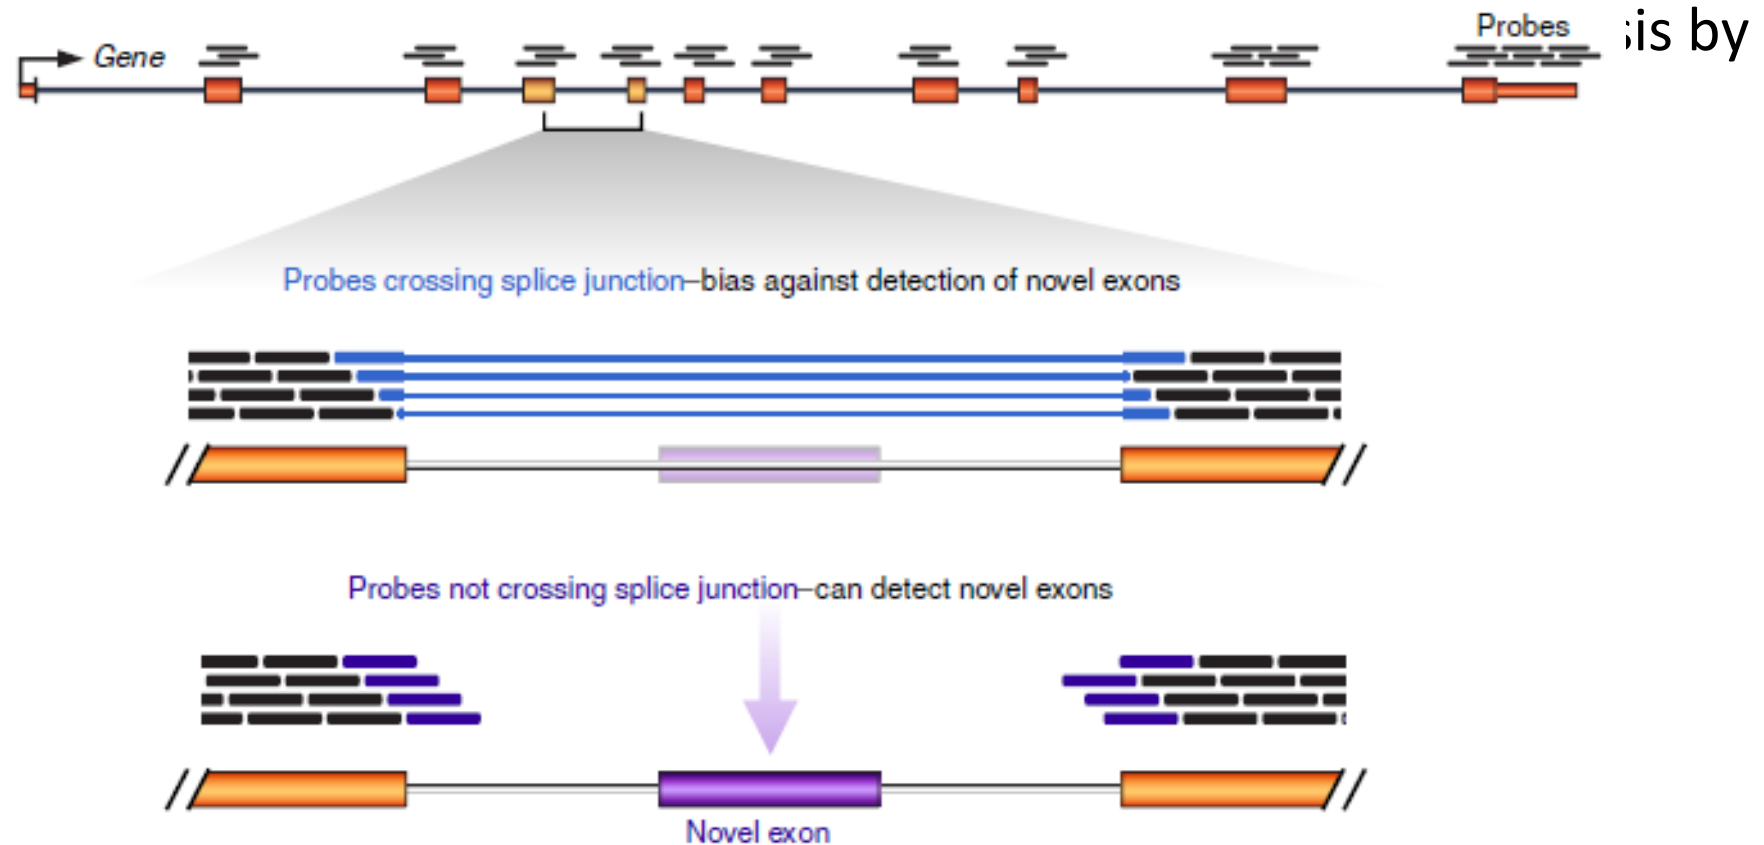 Probes
is by
Gene
Probes crossing splice junction–bias against detection of novel exons
Probes not crossing splice junction–can detect novel exons
Novel exon